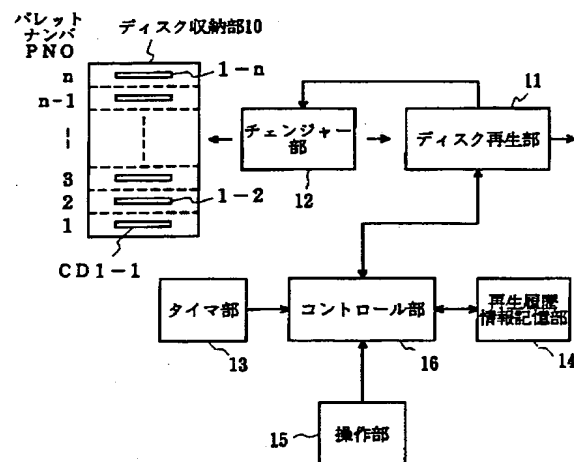 パレット
ナンバ
PNO
ディスク収納部10
n
1-n
n-1
3
2
1-2
1
CD1-1
チェンジャー
部
12
11
ディスク再生部
タイマ部
13
コントロール部
16
再生履歴
情報記憶部
14
15
操作部